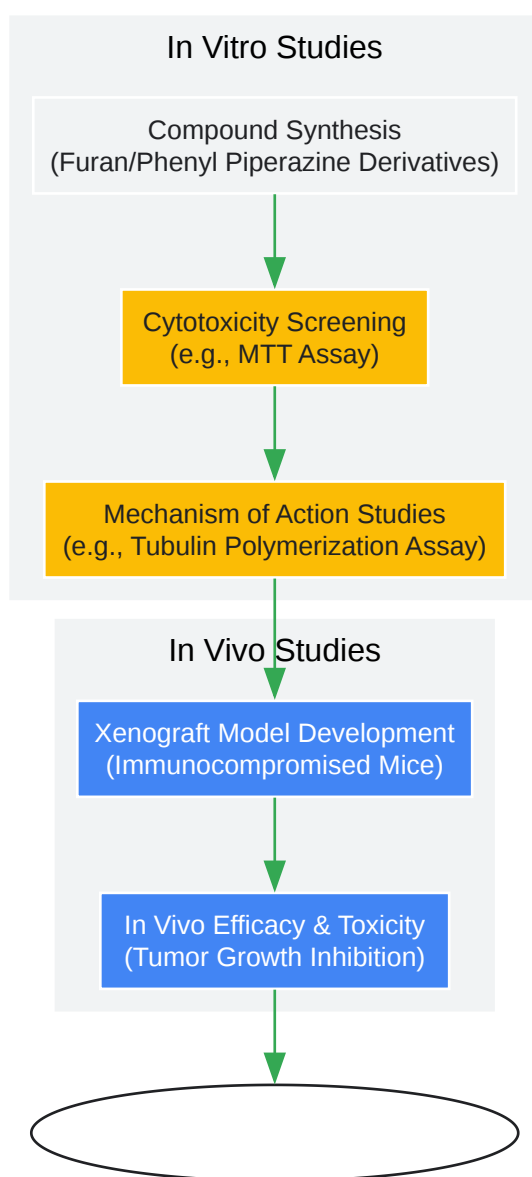 In Vitro Studies
Compound Synthesis
(Furan/Phenyl Piperazine Derivatives)
Cytotoxicity Screening
(e.g., MTT Assay)
Mechanism of Action Studies
(e.g., Tubulin Polymerization Assay)
In Vivo Studies
Xenograft Model Development
(Immunocompromised Mice)
In Vivo Efficacy & Toxicity
(Tumor Growth Inhibition)